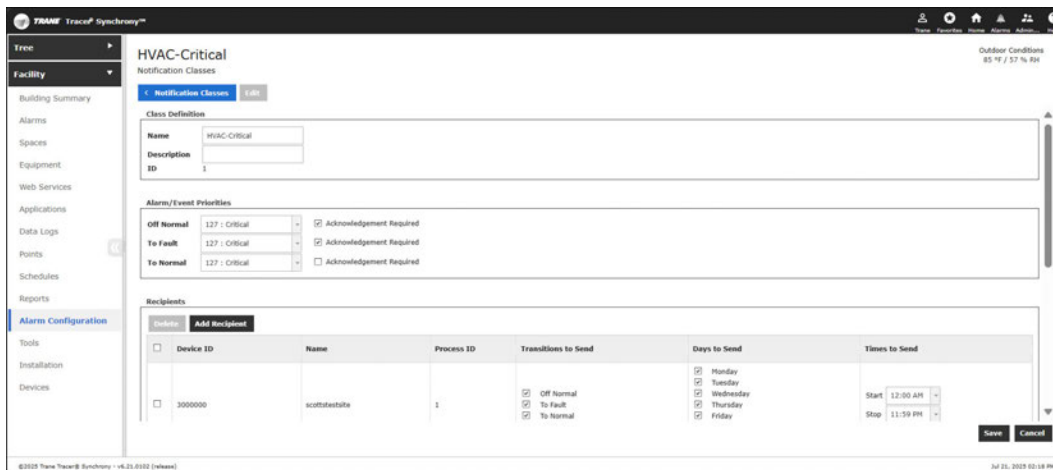 TRANE Tracer® Synchrony™
Trane Favorites Home Alarms Admin...
Tree
Facility
Building Summary
Alarms
Spaces
Equipment
Web Services
Applications
Data Logs
Points
Schedules
Reports
Alarm Configuration
Tools
Installation
Devices
HVAC-Critical
Notification Classes
Outdoor Conditions
85 °F / 57 % RH
< Notification Classes Edit
Class Definition
Name HVAC-Critical
Description
ID 1
Alarm/Event Priorities
Off Normal 127 : Critical Acknowledgement Required
To Fault 127 : Critical Acknowledgement Required
To Normal 127 : Critical Acknowledgement Required
Recipients
Delete Add Recipient
Device ID Name Process ID Transitions to Send Days to Send Times to Send
3000000 scottstestsite 1
Off Normal
To Fault
To Normal
Monday
Tuesday
Wednesday
Thursday
Friday
Start 12:00 AM
Stop 11:59 PM
Save Cancel
©2025 Trane Tracer® Synchrony - v6.21.0102 (release)
Jul 21, 2025 02:18